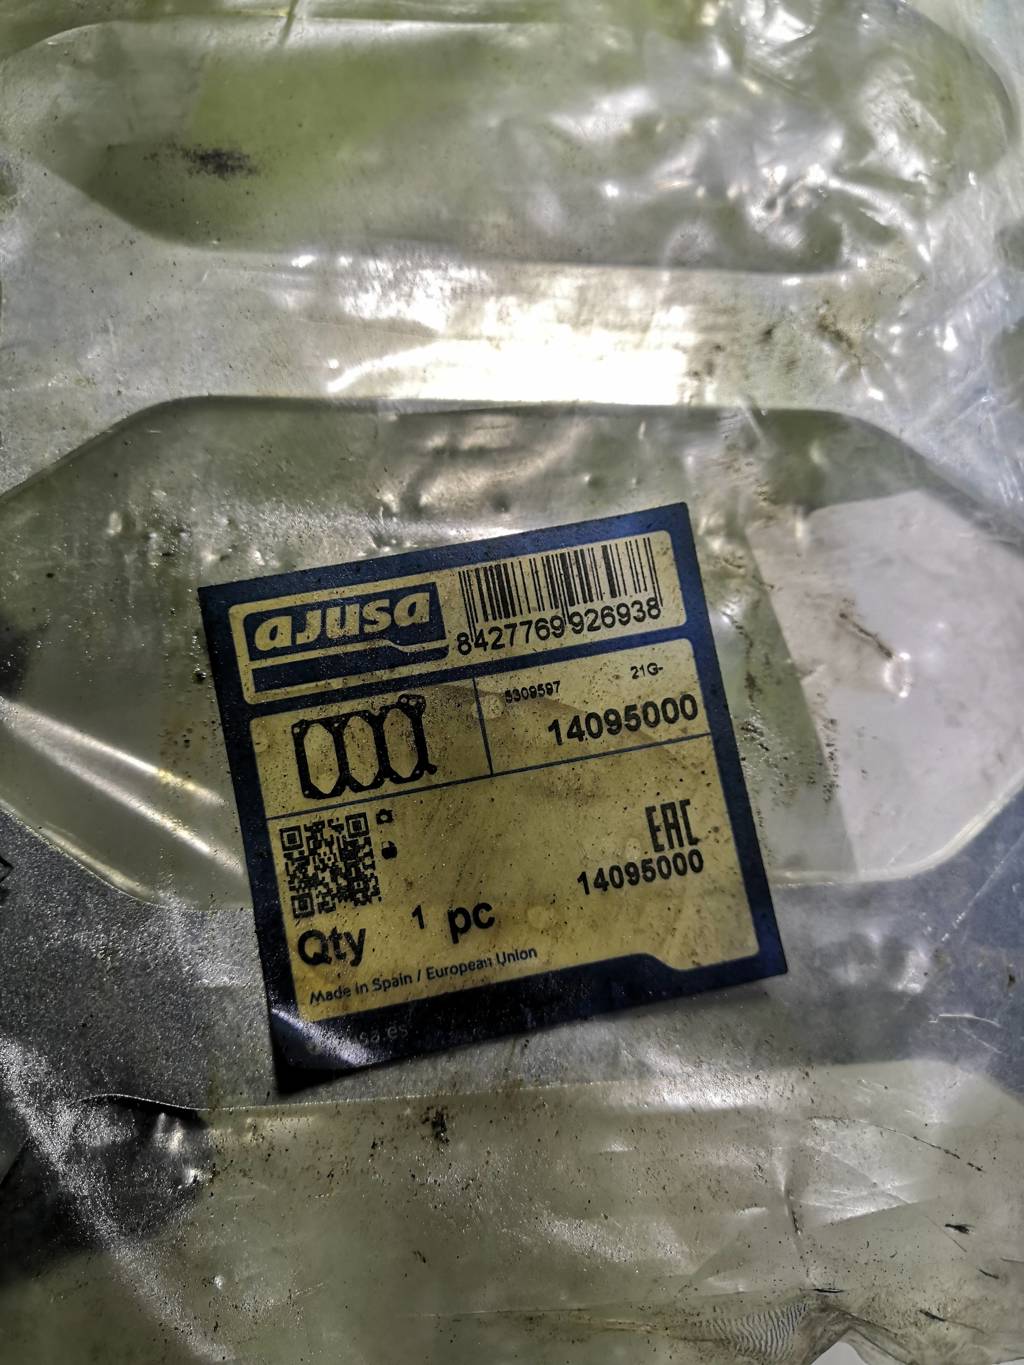 AJUSA
8427769926938
5309597
21G-
14095000
EAC
14095000
Qty 1 pc
Made in Spain / European Union